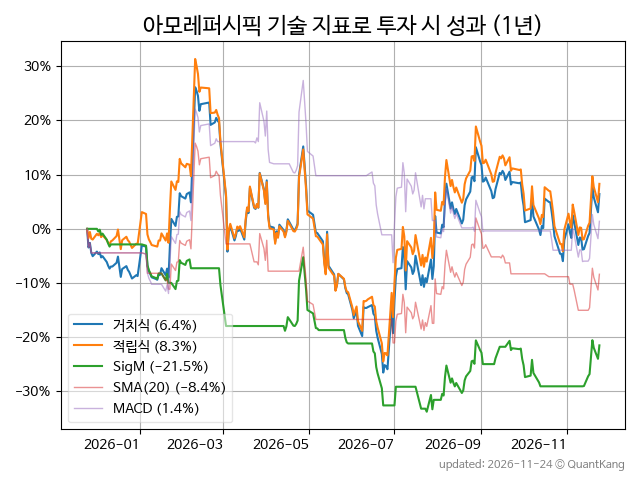 아모레퍼시픽 기술 지표로 투자 시 성과 (1년)
30%
20%
10%
0%
−10%
−20%
−30%
거치식 (6.4%)
적립식 (8.3%)
SigM (−21.5%)
SMA(20) (−8.4%)
MACD (1.4%)
2026-01
2026-03
2026-05
2026-07
2026-09
2026-11
updated: 2026-11-24 © QuantKang